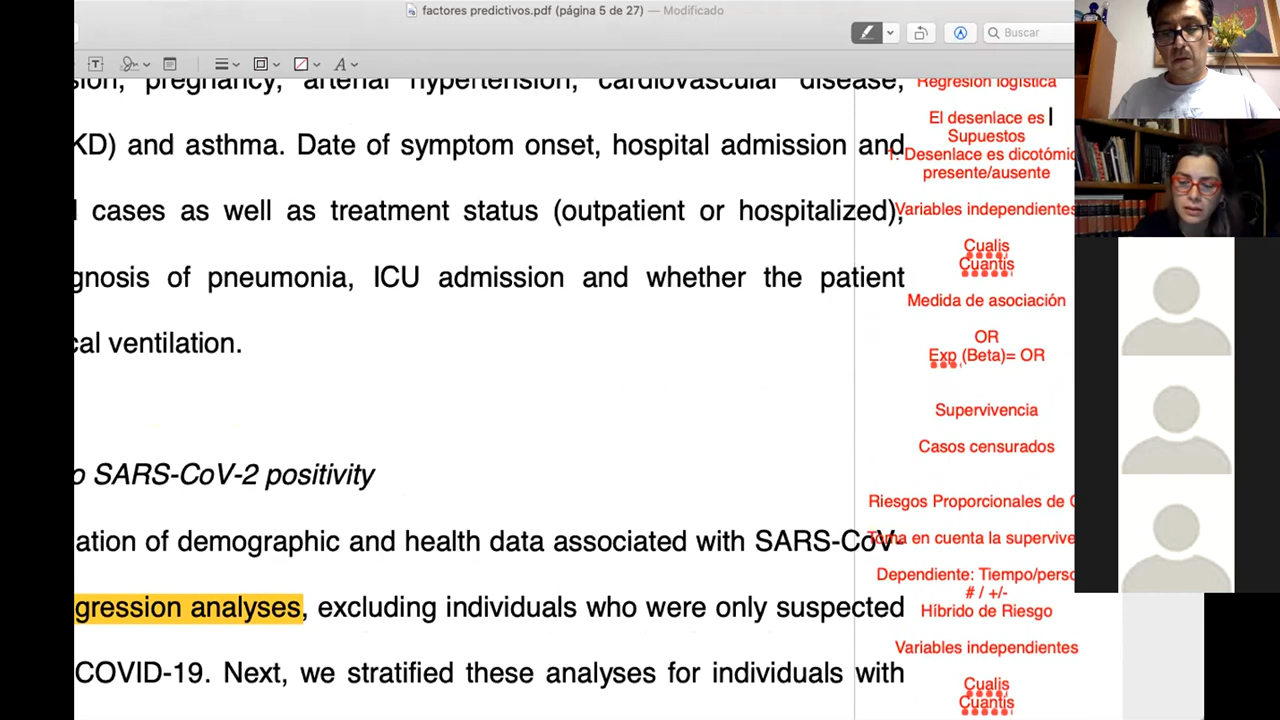 factores predictivos.pdf (página 5 de 27) — Modificado
Buscar
pregnancy, arterial hypertension, cardiovascular disease,
KD) and asthma. Date of symptom onset, hospital admission and
cases as well as treatment status (outpatient or hospitalized),
gnosis of pneumonia, ICU admission and whether the patient
cal ventilation.
o SARS-CoV-2 positivity
ation of demographic and health data associated with SARS-CoV-
gression analyses, excluding individuals who were only suspected
COVID-19. Next, we stratified these analyses for individuals with
Regresión logística
El desenlace es
Supuestos
1. Desenlace es dicotómic
presente/ausente
Variables independientes
Cualis
Cuantis
Medida de asociación
OR
Exp (Beta)= OR
Supervivencia
Casos censurados
Riesgos Proporcionales de
Toma en cuenta la supervive
Dependiente: Tiempo/perso
# / +/-
Híbrido de Riesgo
Variables independientes
Cualis
Cuantis